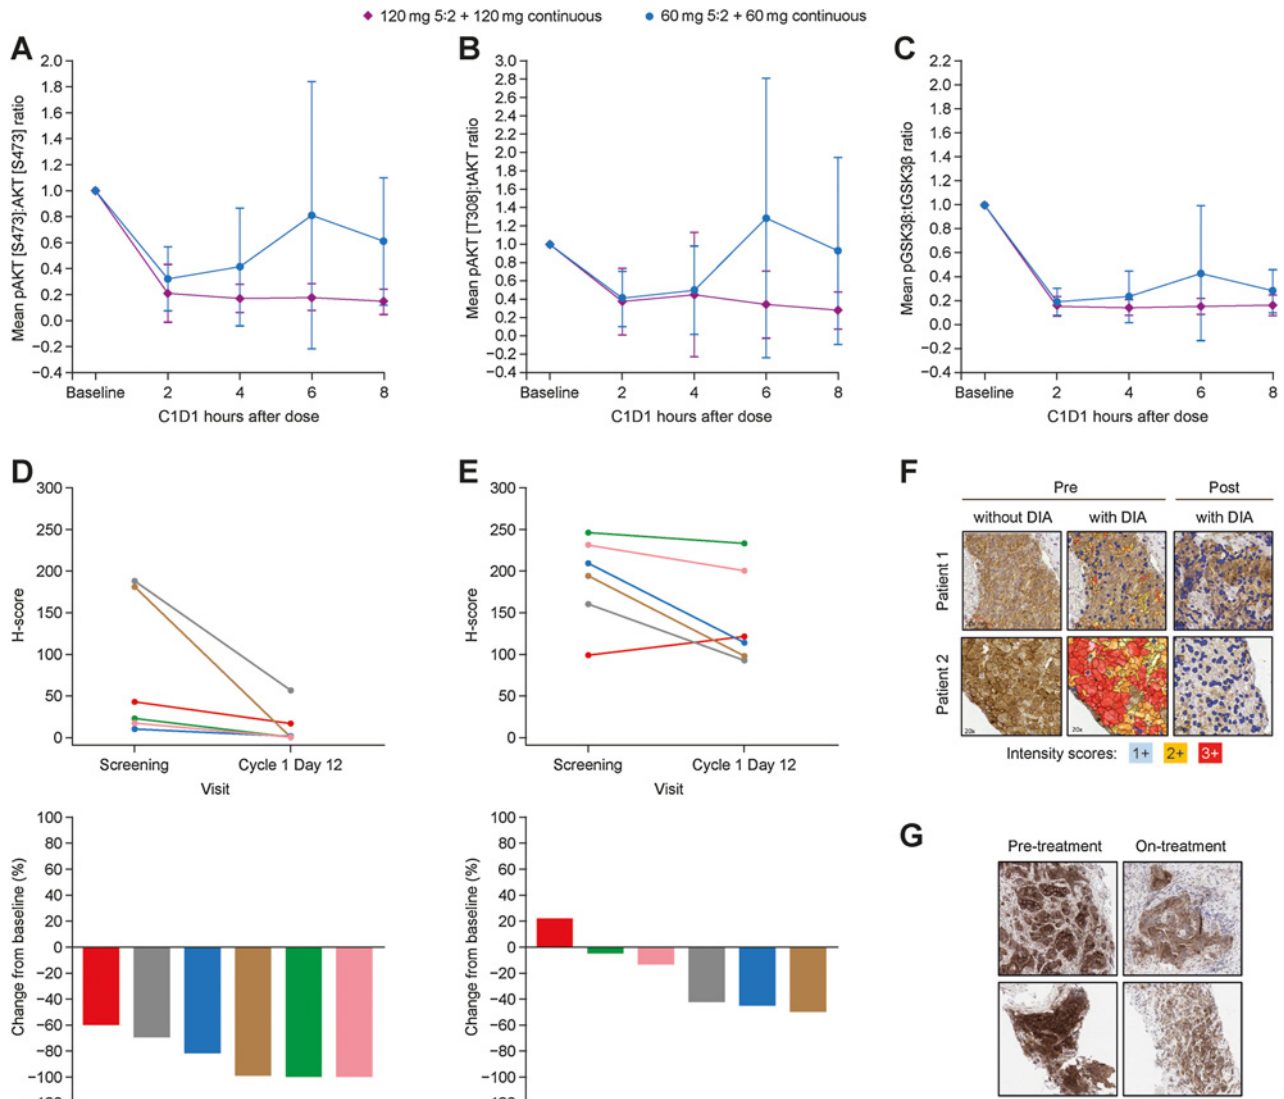 120 mg 5:2 + 120 mg continuous
60 mg 5:2 + 60 mg continuous
A
Mean pAKT [S473]:AKT [S473] ratio
2.0
1.8
1.6
1.4
1.2
1.0
0.8
0.6
0.4
0.2
0.0
−0.2
−0.4
Baseline 2 4 6 8
C1D1 hours after dose
B
Mean pAKT [T308]:tAKT ratio
3.0
2.8
2.6
2.4
2.2
2.0
1.8
1.6
1.4
1.2
1.0
0.8
0.6
0.4
0.2
0.0
−0.2
−0.4
Baseline 2 4 6 8
C1D1 hours after dose
C
Mean pGSK3β:tGSK3β ratio
2.2
2.0
1.8
1.6
1.4
1.2
1.0
0.8
0.6
0.4
0.2
0.0
−0.2
−0.4
Baseline 2 4 6 8
C1D1 hours after dose
D
H-score
300
250
200
150
100
50
0
Screening Cycle 1 Day 12
Visit
Change from baseline (%)
100
80
60
40
20
0
−20
−40
−60
−80
−100
E
H-score
300
250
200
150
100
50
0
Screening Cycle 1 Day 12
Visit
Change from baseline (%)
100
80
60
40
20
0
−20
−40
−60
−80
−100
F
Pre Post
without DIA with DIA with DIA
Patient 1
Patient 2
20x
20x
Intensity scores: 1+ 2+ 3+
G
Pre-treatment On-treatment